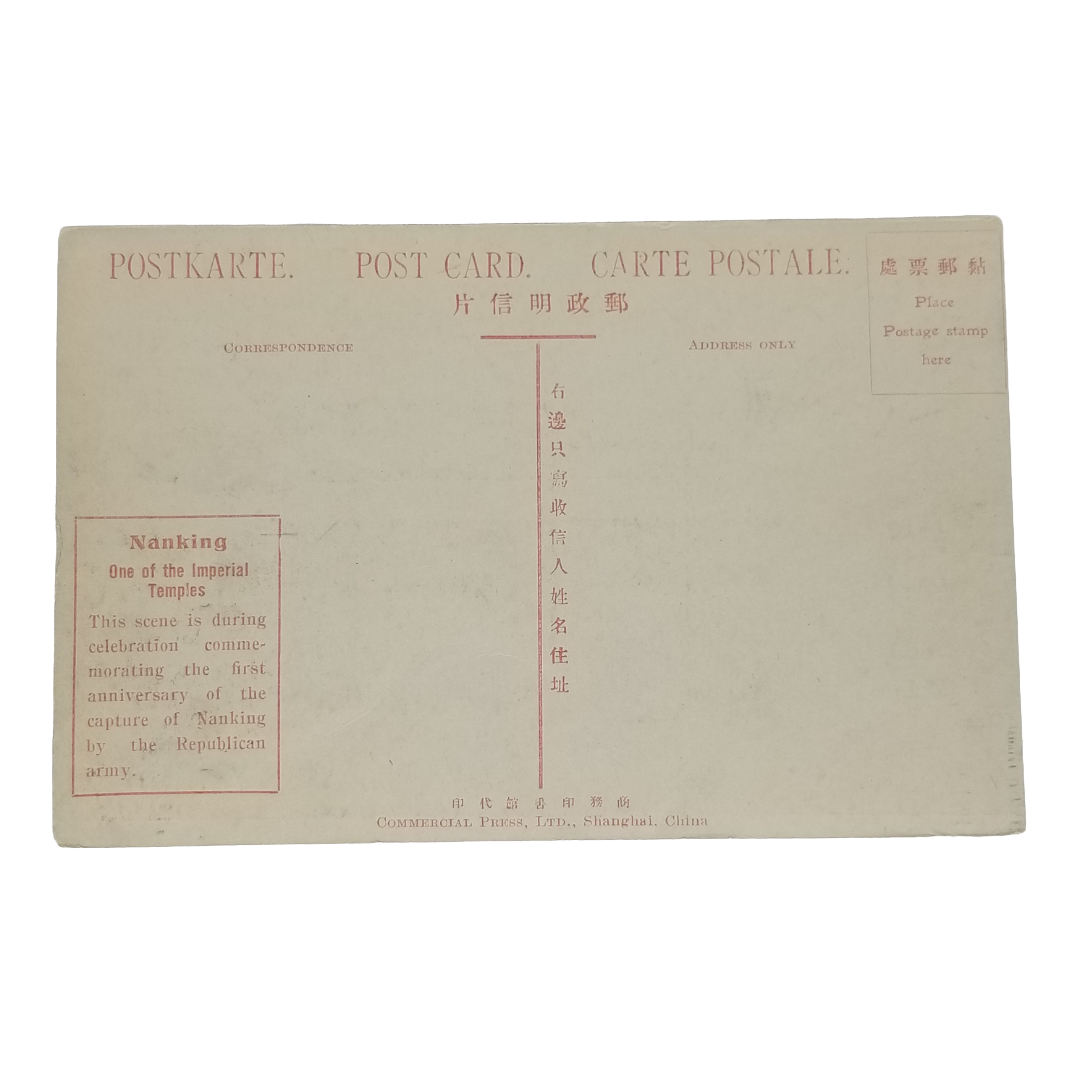 POSTKARTE. POST CARD. CARTE POSTALE.
片信明政郵
處票郵黏
Place
Postage stamp
here
CORRESPONDENCE
ADDRESS ONLY
右邊只寫收信人姓名住址
Nanking
One of the Imperial
Temples
This scene is during
celebration comme-
morating the first
anniversary of the
capture of Nanking
by the Republican
army.
印代館書印務商
COMMERCIAL PRESS, LTD., Shanghai, China